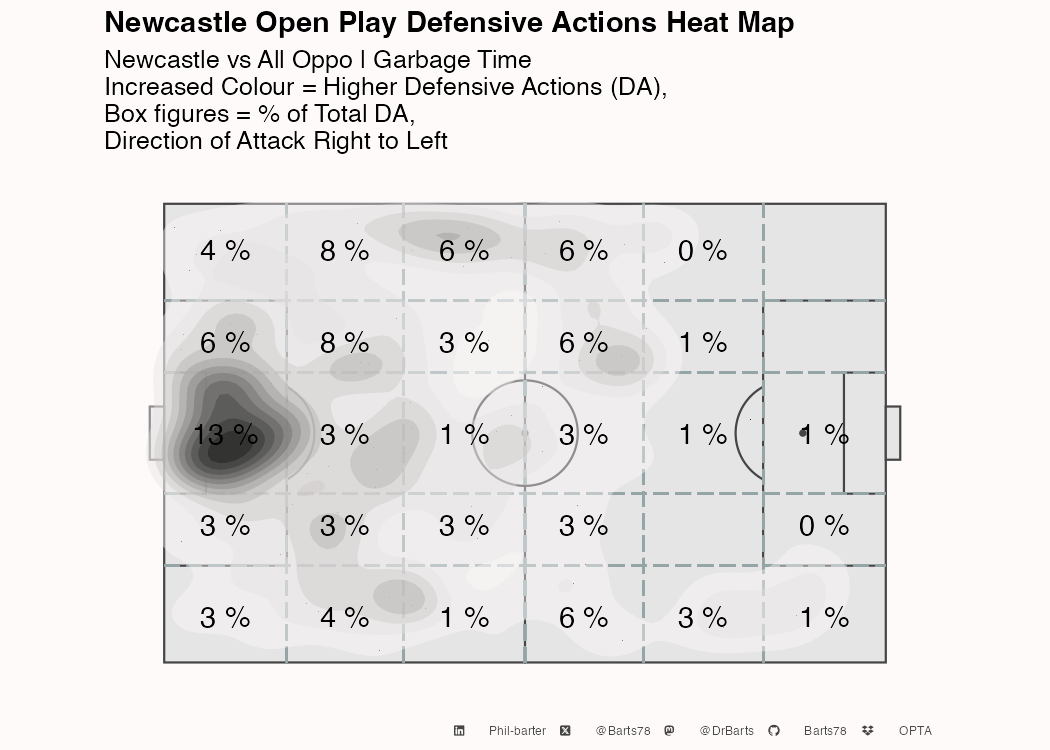 Newcastle Open Play Defensive Actions Heat Map
Newcastle vs All Oppo | Garbage Time
Increased Colour = Higher Defensive Actions (DA),
Box figures = % of Total DA,
Direction of Attack Right to Left
4 % 8 % 6 % 6 % 0 %
6 % 8 % 3 % 6 % 1 %
13 % 3 % 1 % 3 % 1 % 1 %
3 % 3 % 3 % 3 % 0 %
3 % 4 % 1 % 6 % 3 % 1 %
Phil-barter @Barts78 @DrBarts Barts78 OPTA